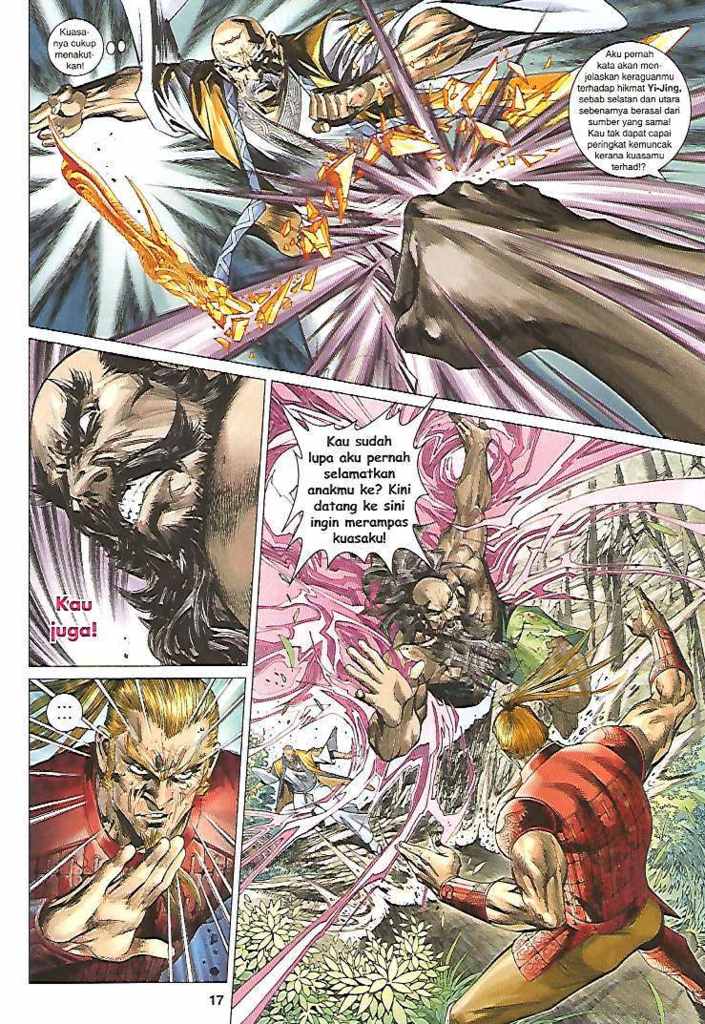 Kuasa-
nya cukup
menakut-
kan!
Aku pernah
kata akan men-
jelaskan keraguanmu
terhadap hikmat Yi-Jing,
sebab selatan dan utara
sebenarnya berasal dari
sumber yang sama!
Kau tak dapat capai
peringkat kemuncak
kerana kuasamu
terhad!?
Kau
juga!
Kau sudah
lupa aku pernah
selamatkan
anakmu ke? Kini
datang ke sini
ingin merampas
kuasaku!
...
17